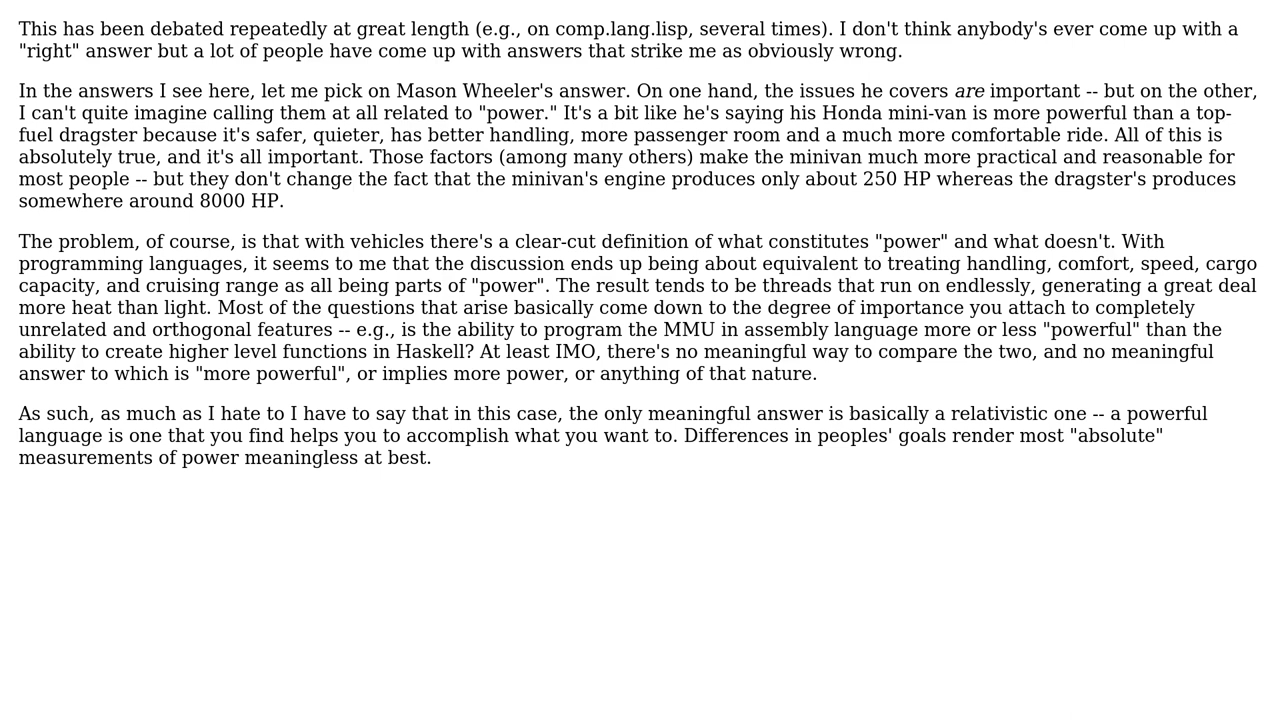 This has been debated repeatedly at great length (e.g., on comp.lang.lisp, several times). I don't think anybody's ever come up with a
"right" answer but a lot of people have come up with answers that strike me as obviously wrong.
In the answers I see here, let me pick on Mason Wheeler's answer. On one hand, the issues he covers are important -- but on the other,
I can't quite imagine calling them at all related to "power." It's a bit like he's saying his Honda mini-van is more powerful than a top-
fuel dragster because it's safer, quieter, has better handling, more passenger room and a much more comfortable ride. All of this is
absolutely true, and it's all important. Those factors (among many others) make the minivan much more practical and reasonable for
most people -- but they don't change the fact that the minivan's engine produces only about 250 HP whereas the dragster's produces
somewhere around 8000 HP.
The problem, of course, is that with vehicles there's a clear-cut definition of what constitutes "power" and what doesn't. With
programming languages, it seems to me that the discussion ends up being about equivalent to treating handling, comfort, speed, cargo
capacity, and cruising range as all being parts of "power". The result tends to be threads that run on endlessly, generating a great deal
more heat than light. Most of the questions that arise basically come down to the degree of importance you attach to completely
unrelated and orthogonal features -- e.g., is the ability to program the MMU in assembly language more or less "powerful" than the
ability to create higher level functions in Haskell? At least IMO, there's no meaningful way to compare the two, and no meaningful
answer to which is "more powerful", or implies more power, or anything of that nature.
As such, as much as I hate to I have to say that in this case, the only meaningful answer is basically a relativistic one -- a powerful
language is one that you find helps you to accomplish what you want to. Differences in peoples' goals render most "absolute"
measurements of power meaningless at best.